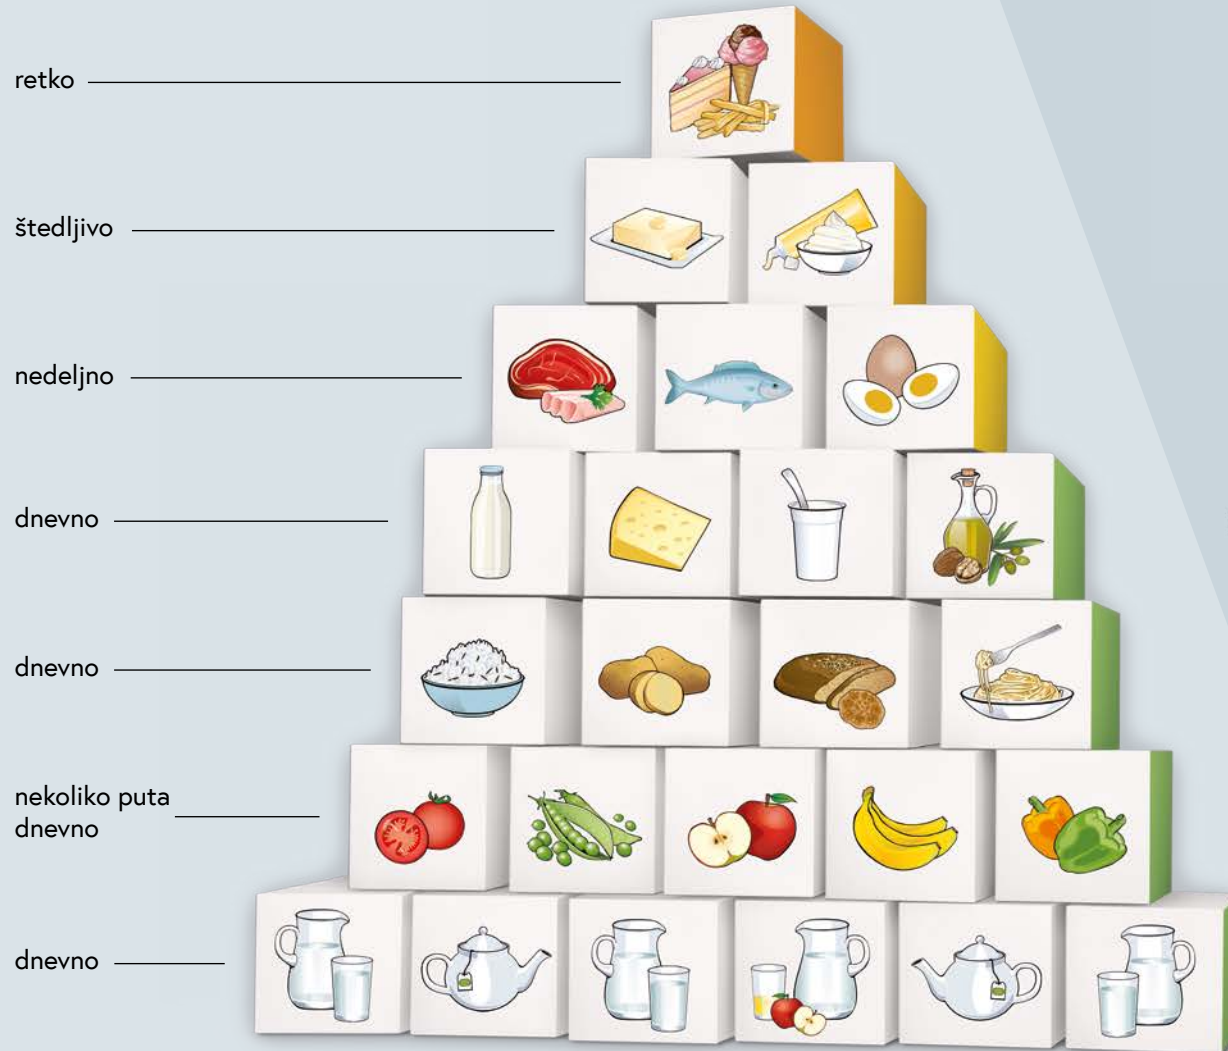 retko
štedljivo
nedeljno
dnevno
dnevno
nekoliko puta
dnevno
dnevno